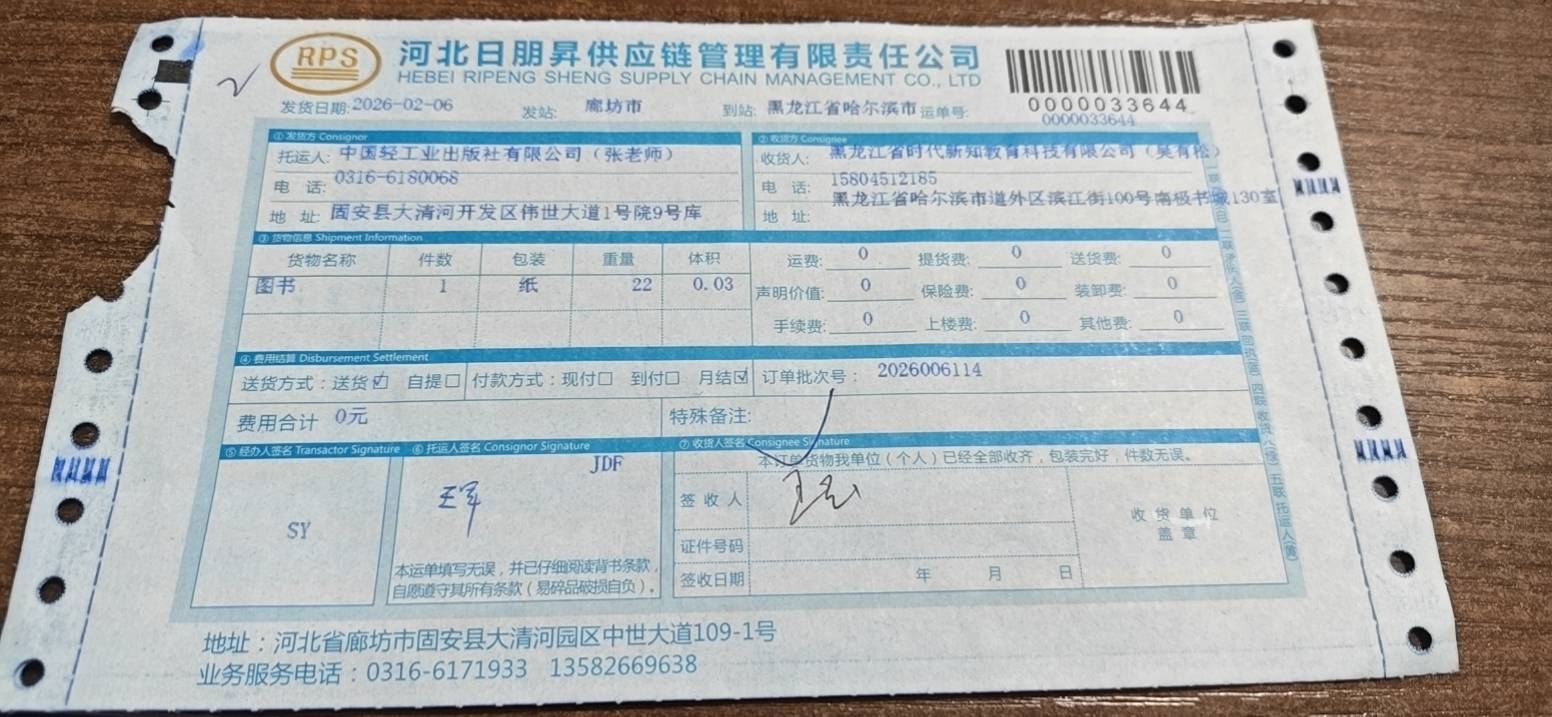 RPS 河北日朋昇供应链管理有限责任公司
HEBEI RIPENG SHENG SUPPLY CHAIN MANAGEMENT CO., LTD
0000033644
发货日期:2026-02-06 发站: 廊坊市 到站: 黑龙江省哈尔滨市 运单号: 0000033644
①发货方 Consignor ②收货方 Consignee
托运人: 中国轻工业出版社有限公司（张老师） 收货人: 黑龙江省时代新知教育科技有限公司（吴有松）
电 话: 0316-6180068 电 话: 15804512185
地 址: 固安县大清河开发区伟世大道1号院9号库 地 址: 黑龙江省哈尔滨市道外区滨江街100号南极书城130室
③货物信息 Shipment Information
货物名称 件数 包装 重量 体积 运费: 0 提货费: 0 送货费: 0
图书 1 纸 22 0.03 声明价值: 0 保险费: 0 装卸费: 0
手续费: 0 上楼费: 0 其他费: 0
④费用结算 Disbursement Settlement
送货方式：送货☑ 自提☐ 付款方式：现付☐ 到付☐ 月结☑ 订单批次号： 2026006114
费用合计 0元 特殊备注:
⑤经办人签名 Transactor Signature ⑥托运人签名 Consignor Signature ⑦收货人签名 Consignee Signature
JDF 本订单货物我单位（个人）已经全部收齐，包装完好，件数无误。
SY 签收人 收货单位
盖章
证件号码
本运单填写无误，并已仔细阅读背书条款，
自愿遵守其所有条款（易碎品破损自负）。 签收日期 年 月 日
地址：河北省廊坊市固安县大清河园区中世大道109-1号
业务服务电话：0316-6171933 13582669638